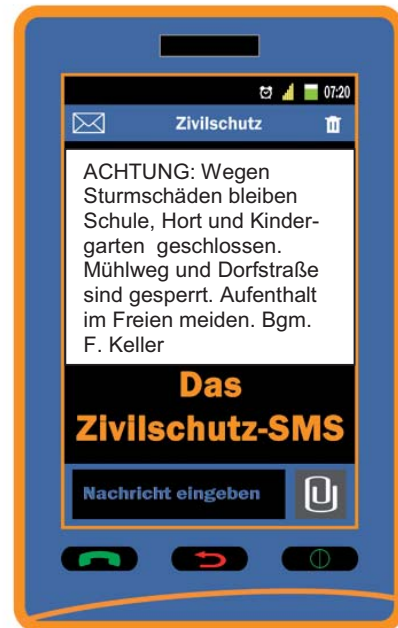 07:20
Zivilschutz
ACHTUNG: Wegen
Sturmschäden bleiben
Schule, Hort und Kinder-
garten geschlossen.
Mühlweg und Dorfstraße
sind gesperrt. Aufenthalt
im Freien meiden. Bgm.
F. Keller
Das
Zivilschutz-SMS
Nachricht eingeben